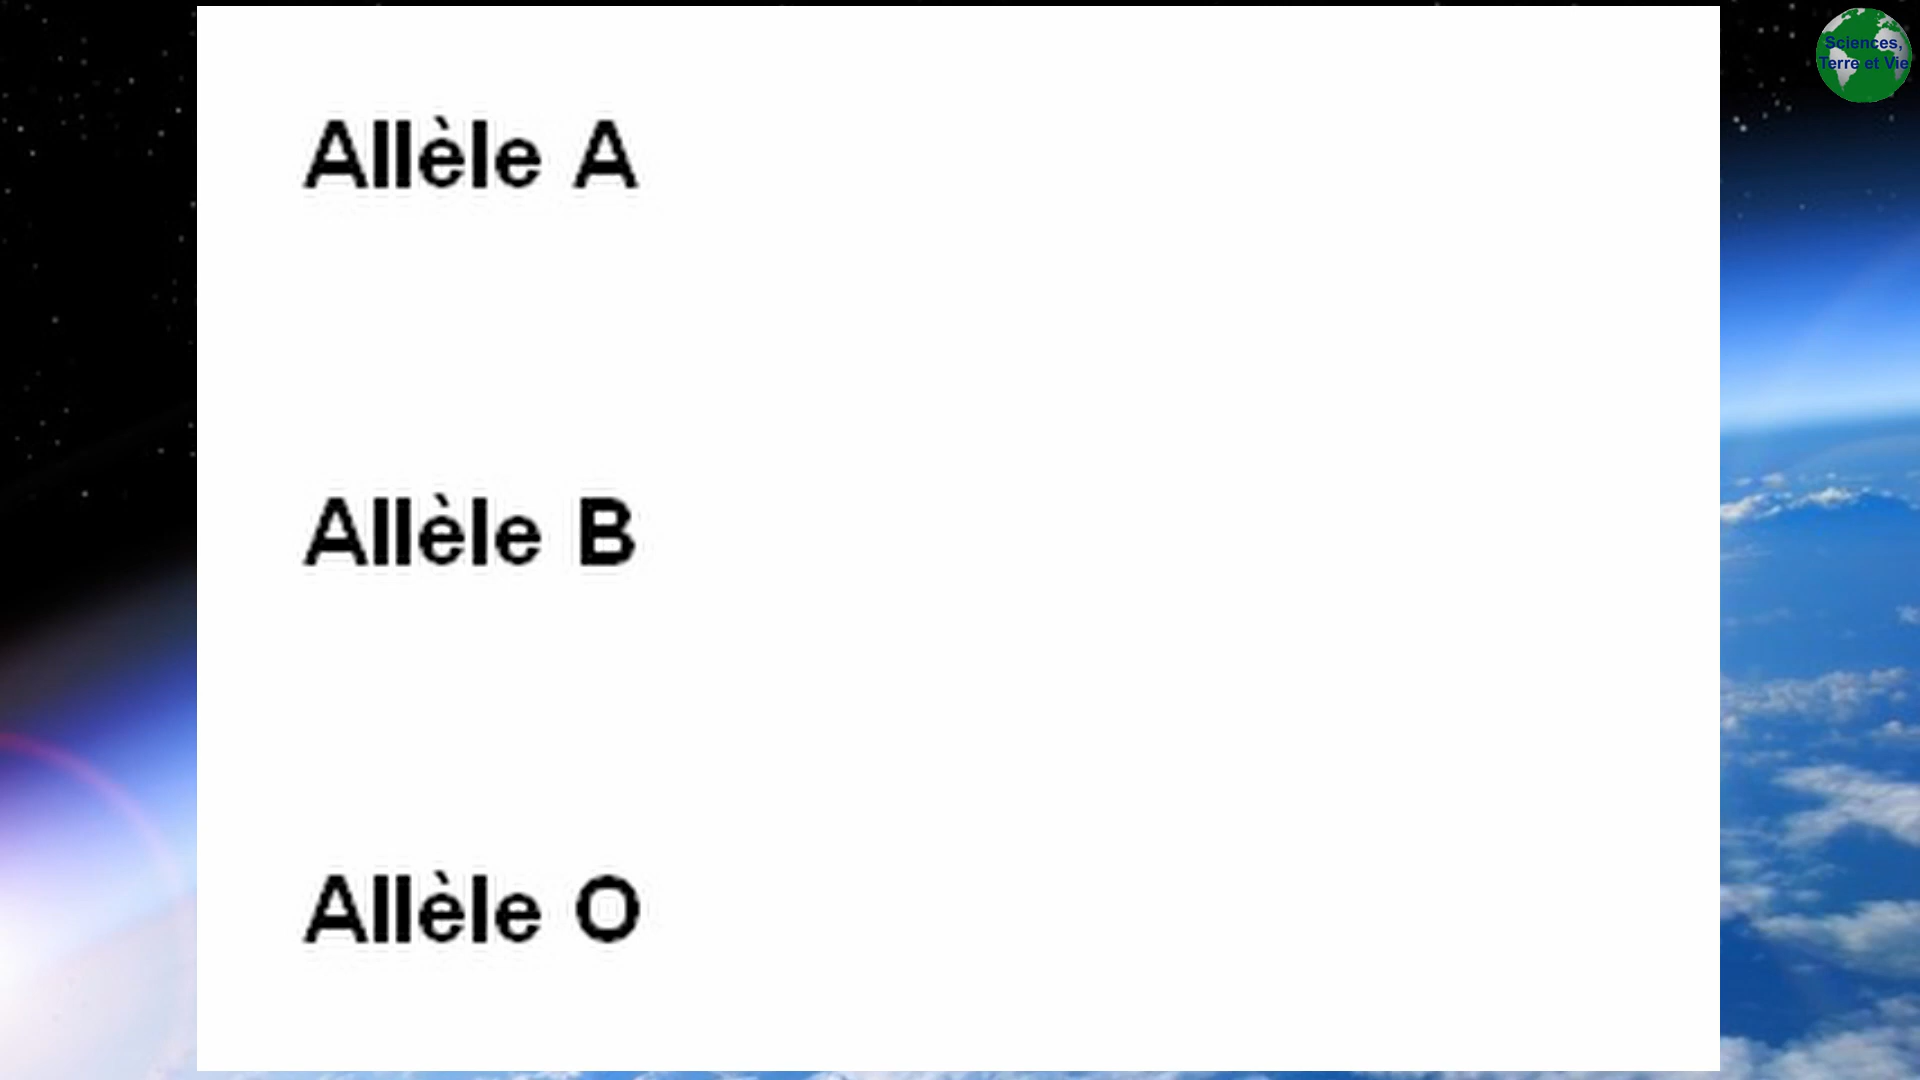 Sciences,
Terre et Vie
Allèle A
Allèle B
Allèle O